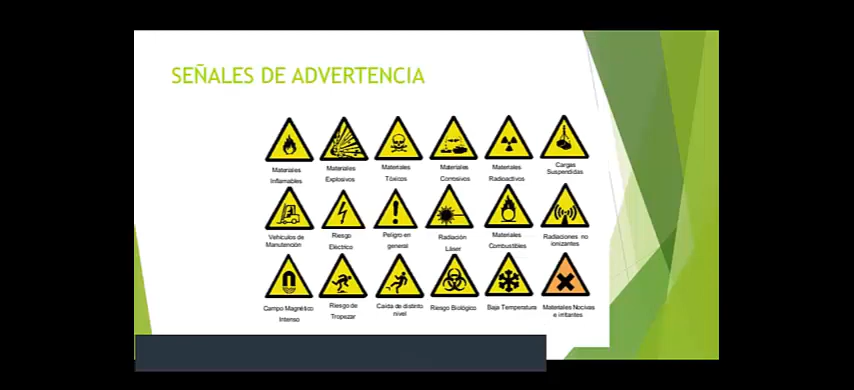 SEÑALES DE ADVERTENCIA
Materiales
Inflamables
Materiales
Explosivos
Materiales
Tóxicos
Materiales
Corrosivos
Materiales
Radioactivos
Cargas
Suspendidas
Vehículos de
Manutención
Riesgo
Eléctrico
Peligro en
general
Radiación
Láser
Materiales
Combustibles
Radiaciones no
ionizantes
Campo Magnético
Intenso
Riesgo de
Tropezar
Caída de distinto
nivel
Riesgo Biológico
Baja Temperatura
Materiales Nocivas
e irritantes